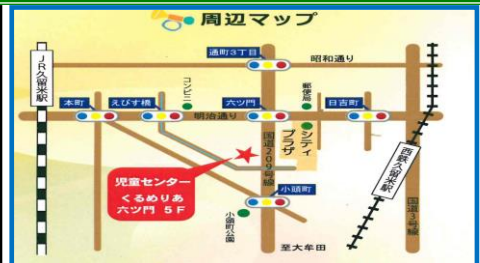 周辺マップ
通町3丁目
昭和通り
JR久留米駅
コンビニ
郵便局
本町
えびす橋
六ツ門
日吉町
明治通り
シティプラザ
国道209号線
西鉄久留米駅
児童センター
くるめりあ
六ツ門 5F
小頭町
小頭町公園
国道3号線
至大牟田